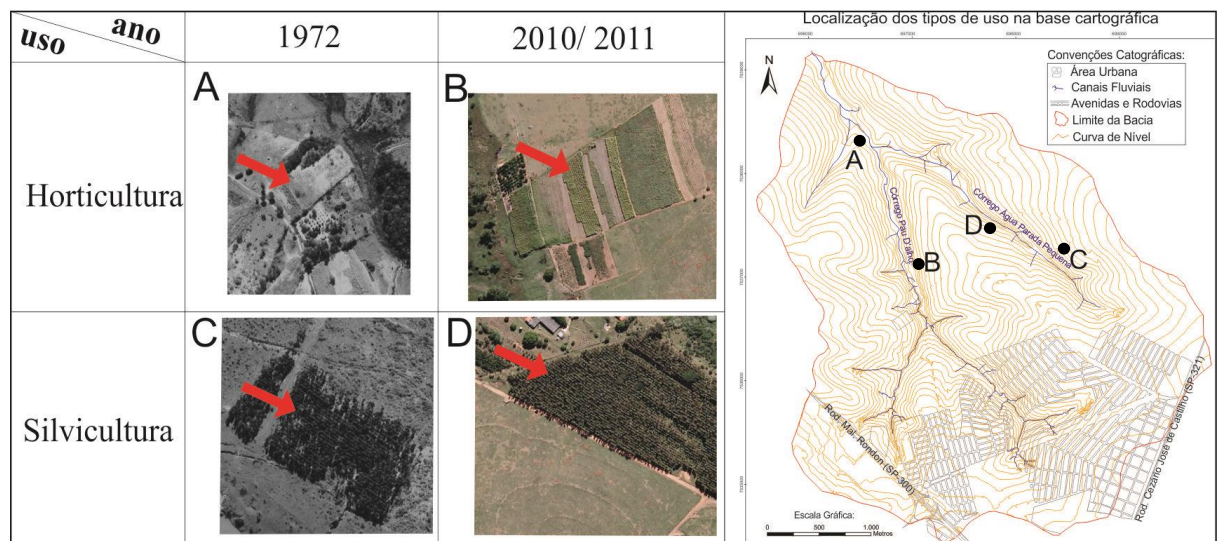 uso ano
1972
2010/ 2011
Horticultura
A
B
Silvicultura
C
D
Localização dos tipos de uso na base cartográfica
Convenções Catográficas:
Área Urbana
Canais Fluviais
Avenidas e Rodovias
Limite da Bacia
Curva de Nível
N
A
B
C
D
Córrego Pau D'alho
Córrego Água Parada Pequena
Rod. Mal. Rondon (SP-300)
Rod. Cezário José de Castilho (SP-321)
Escala Gráfica:
0 500 1.000
Metros